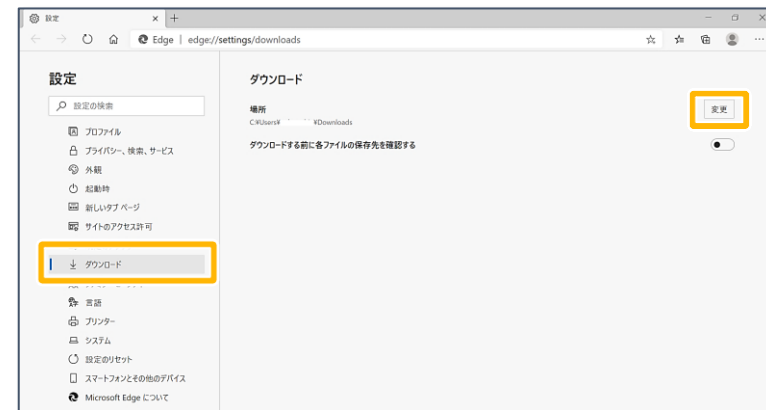 設定
Edge | edge://settings/downloads
設定
設定の検索
プロファイル
プライバシー、検索、サービス
外観
起動時
新しいタブ ページ
サイトのアクセス許可
ダウンロード
言語
プリンター
システム
設定のリセット
スマートフォンとその他のデバイス
Microsoft Edge について
ダウンロード
場所
C:¥Users¥ ¥Downloads
変更
ダウンロードする前に各ファイルの保存先を確認する